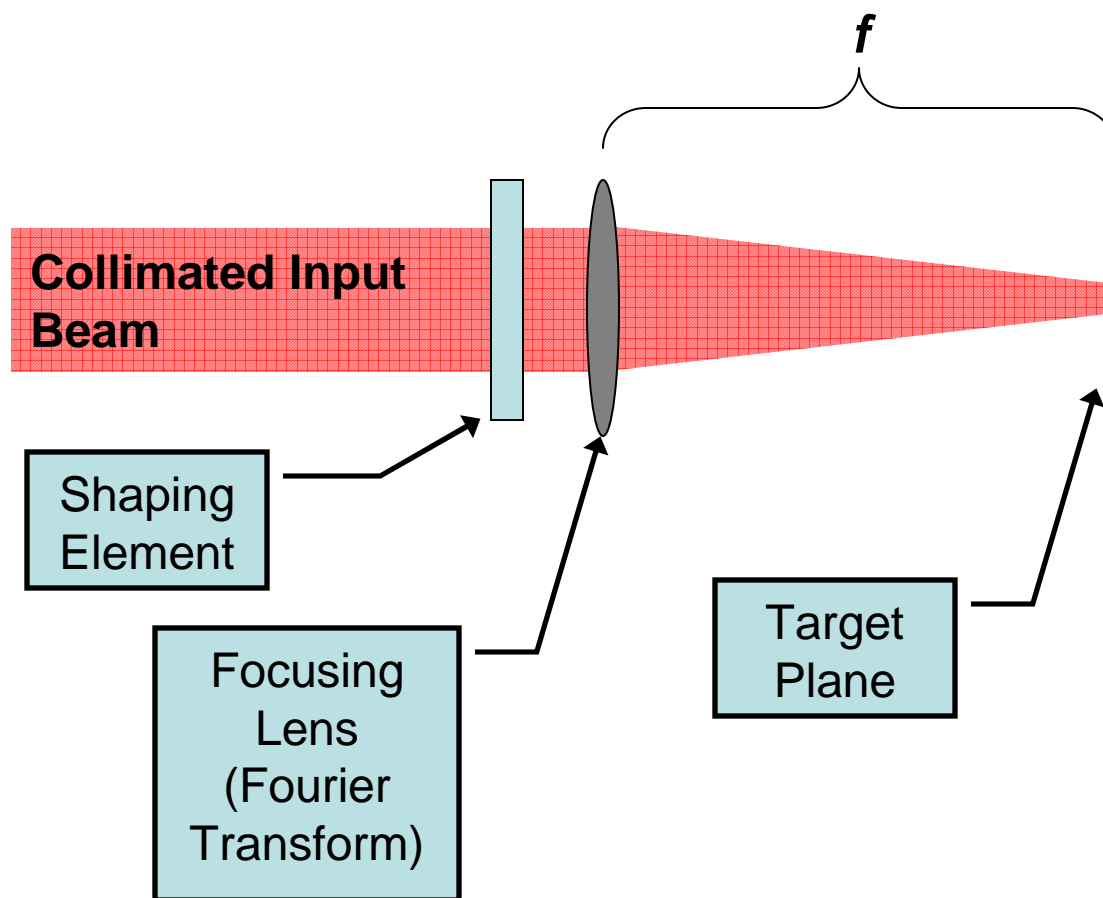 f
Collimated Input
Beam
Shaping
Element
Focusing
Lens
(Fourier
Transform)
Target
Plane